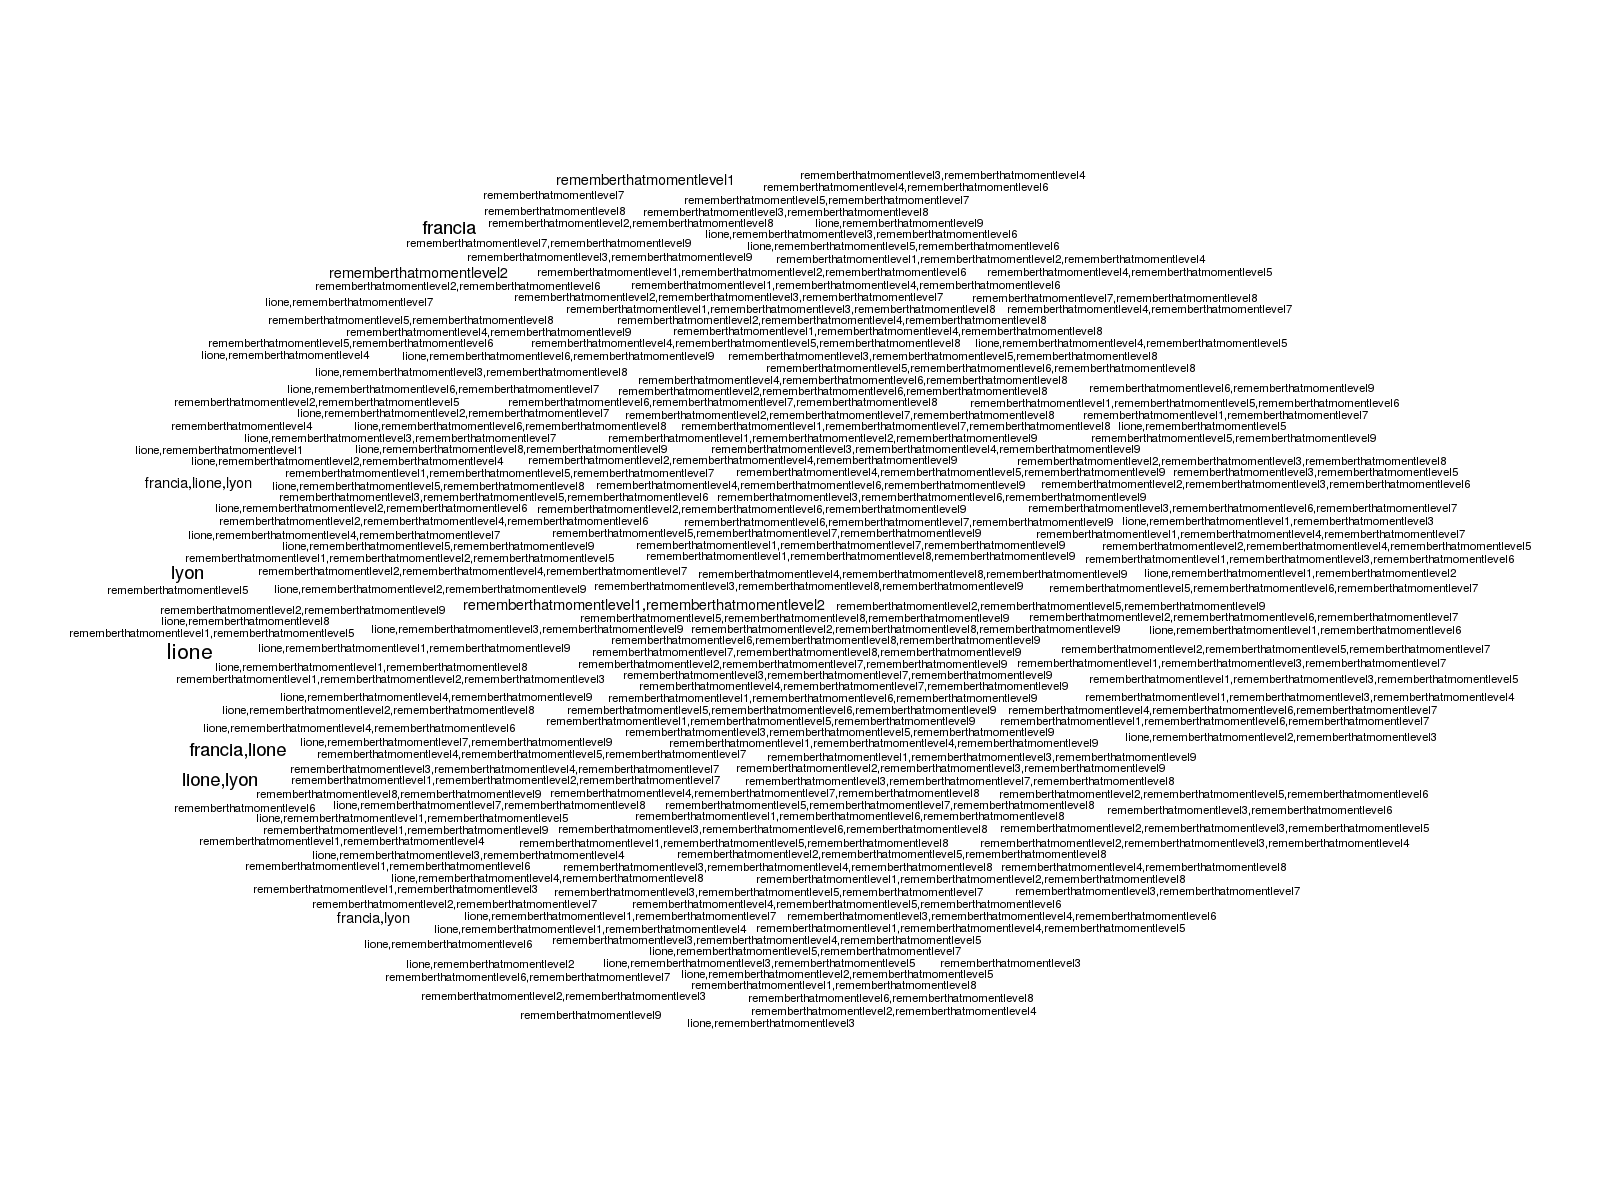 rememberthatmomentlevel3,rememberthatmomentlevel4
rememberthatmomentlevel1
rememberthatmomentlevel4,rememberthatmomentlevel6
rememberthatmomentlevel7
rememberthatmomentlevel5,rememberthatmomentlevel7
rememberthatmomentlevel8 rememberthatmomentlevel3,rememberthatmomentlevel8
francia rememberthatmomentlevel2,rememberthatmomentlevel8 lione,rememberthatmomentlevel9
lione,rememberthatmomentlevel3,rememberthatmomentlevel6
rememberthatmomentlevel7,rememberthatmomentlevel9 lione,rememberthatmomentlevel5,rememberthatmomentlevel6
rememberthatmomentlevel3,rememberthatmomentlevel9 rememberthatmomentlevel1,rememberthatmomentlevel2,rememberthatmomentlevel4
rememberthatmomentlevel2 rememberthatmomentlevel1,rememberthatmomentlevel2,rememberthatmomentlevel6 rememberthatmomentlevel4,rememberthatmomentlevel5
rememberthatmomentlevel2,rememberthatmomentlevel6 rememberthatmomentlevel1,rememberthatmomentlevel4,rememberthatmomentlevel6
lione,rememberthatmomentlevel7 rememberthatmomentlevel2,rememberthatmomentlevel3,rememberthatmomentlevel7 rememberthatmomentlevel7,rememberthatmomentlevel8
rememberthatmomentlevel1,rememberthatmomentlevel3,rememberthatmomentlevel8 rememberthatmomentlevel4,rememberthatmomentlevel7
rememberthatmomentlevel5,rememberthatmomentlevel8 rememberthatmomentlevel2,rememberthatmomentlevel4,rememberthatmomentlevel8
rememberthatmomentlevel4,rememberthatmomentlevel9 rememberthatmomentlevel1,rememberthatmomentlevel4,rememberthatmomentlevel8
rememberthatmomentlevel5,rememberthatmomentlevel6 rememberthatmomentlevel4,rememberthatmomentlevel5,rememberthatmomentlevel8 lione,rememberthatmomentlevel4,rememberthatmomentlevel5
lione,rememberthatmomentlevel4 lione,rememberthatmomentlevel6,rememberthatmomentlevel9 rememberthatmomentlevel3,rememberthatmomentlevel5,rememberthatmomentlevel8
lione,rememberthatmomentlevel3,rememberthatmomentlevel8 rememberthatmomentlevel5,rememberthatmomentlevel6,rememberthatmomentlevel8
rememberthatmomentlevel4,rememberthatmomentlevel6,rememberthatmomentlevel8
lione,rememberthatmomentlevel6,rememberthatmomentlevel7 rememberthatmomentlevel2,rememberthatmomentlevel6,rememberthatmomentlevel8 rememberthatmomentlevel6,rememberthatmomentlevel9
rememberthatmomentlevel2,rememberthatmomentlevel5 rememberthatmomentlevel6,rememberthatmomentlevel7,rememberthatmomentlevel8 rememberthatmomentlevel1,rememberthatmomentlevel5,rememberthatmomentlevel6
lione,rememberthatmomentlevel2,rememberthatmomentlevel7 rememberthatmomentlevel2,rememberthatmomentlevel7,rememberthatmomentlevel8 rememberthatmomentlevel1,rememberthatmomentlevel7
rememberthatmomentlevel4 lione,rememberthatmomentlevel6,rememberthatmomentlevel8 rememberthatmomentlevel1,rememberthatmomentlevel7,rememberthatmomentlevel8 lione,rememberthatmomentlevel5
lione,rememberthatmomentlevel3,rememberthatmomentlevel7 rememberthatmomentlevel1,rememberthatmomentlevel2,rememberthatmomentlevel9 rememberthatmomentlevel5,rememberthatmomentlevel9
lione,rememberthatmomentlevel1 lione,rememberthatmomentlevel8,rememberthatmomentlevel9 rememberthatmomentlevel3,rememberthatmomentlevel4,rememberthatmomentlevel9
lione,rememberthatmomentlevel2,rememberthatmomentlevel4 rememberthatmomentlevel2,rememberthatmomentlevel4,rememberthatmomentlevel9 rememberthatmomentlevel2,rememberthatmomentlevel3,rememberthatmomentlevel8
rememberthatmomentlevel1,rememberthatmomentlevel5,rememberthatmomentlevel7 rememberthatmomentlevel4,rememberthatmomentlevel5,rememberthatmomentlevel9 rememberthatmomentlevel3,rememberthatmomentlevel5
francia,lione,lyon lione,rememberthatmomentlevel5,rememberthatmomentlevel8 rememberthatmomentlevel4,rememberthatmomentlevel6,rememberthatmomentlevel9 rememberthatmomentlevel2,rememberthatmomentlevel3,rememberthatmomentlevel6
rememberthatmomentlevel3,rememberthatmomentlevel5,rememberthatmomentlevel6 rememberthatmomentlevel3,rememberthatmomentlevel6,rememberthatmomentlevel9
lione,rememberthatmomentlevel2,rememberthatmomentlevel6 rememberthatmomentlevel2,rememberthatmomentlevel6,rememberthatmomentlevel9 rememberthatmomentlevel3,rememberthatmomentlevel6,rememberthatmomentlevel7
rememberthatmomentlevel2,rememberthatmomentlevel4,rememberthatmomentlevel6 rememberthatmomentlevel6,rememberthatmomentlevel7,rememberthatmomentlevel9 lione,rememberthatmomentlevel1,rememberthatmomentlevel3
lione,rememberthatmomentlevel4,rememberthatmomentlevel7 rememberthatmomentlevel5,rememberthatmomentlevel7,rememberthatmomentlevel9 rememberthatmomentlevel1,rememberthatmomentlevel4,rememberthatmomentlevel7
lione,rememberthatmomentlevel5,rememberthatmomentlevel9 rememberthatmomentlevel1,rememberthatmomentlevel7,rememberthatmomentlevel9 rememberthatmomentlevel2,rememberthatmomentlevel4,rememberthatmomentlevel5
rememberthatmomentlevel1,rememberthatmomentlevel2,rememberthatmomentlevel5 rememberthatmomentlevel1,rememberthatmomentlevel8,rememberthatmomentlevel9 rememberthatmomentlevel1,rememberthatmomentlevel3,rememberthatmomentlevel6
lyon rememberthatmomentlevel2,rememberthatmomentlevel4,rememberthatmomentlevel7 rememberthatmomentlevel4,rememberthatmomentlevel8,rememberthatmomentlevel9 lione,rememberthatmomentlevel1,rememberthatmomentlevel2
rememberthatmomentlevel5 lione,rememberthatmomentlevel2,rememberthatmomentlevel9 rememberthatmomentlevel3,rememberthatmomentlevel8,rememberthatmomentlevel9 rememberthatmomentlevel5,rememberthatmomentlevel6,rememberthatmomentlevel7
rememberthatmomentlevel2,rememberthatmomentlevel9 rememberthatmomentlevel1,rememberthatmomentlevel2 rememberthatmomentlevel2,rememberthatmomentlevel5,rememberthatmomentlevel9
lione,rememberthatmomentlevel8 rememberthatmomentlevel5,rememberthatmomentlevel8,rememberthatmomentlevel9 rememberthatmomentlevel2,rememberthatmomentlevel6,rememberthatmomentlevel7
rememberthatmomentlevel1,rememberthatmomentlevel5 lione,rememberthatmomentlevel3,rememberthatmomentlevel9 rememberthatmomentlevel2,rememberthatmomentlevel8,rememberthatmomentlevel9 lione,rememberthatmomentlevel1,rememberthatmomentlevel6
rememberthatmomentlevel6,rememberthatmomentlevel8,rememberthatmomentlevel9
lione lione,rememberthatmomentlevel1,rememberthatmomentlevel9 rememberthatmomentlevel7,rememberthatmomentlevel8,rememberthatmomentlevel9 rememberthatmomentlevel2,rememberthatmomentlevel5,rememberthatmomentlevel7
lione,rememberthatmomentlevel1,rememberthatmomentlevel8 rememberthatmomentlevel2,rememberthatmomentlevel7,rememberthatmomentlevel9 rememberthatmomentlevel1,rememberthatmomentlevel3,rememberthatmomentlevel7
rememberthatmomentlevel1,rememberthatmomentlevel2,rememberthatmomentlevel3 rememberthatmomentlevel3,rememberthatmomentlevel7,rememberthatmomentlevel9 rememberthatmomentlevel1,rememberthatmomentlevel3,rememberthatmomentlevel5
rememberthatmomentlevel4,rememberthatmomentlevel7,rememberthatmomentlevel9
lione,rememberthatmomentlevel4,rememberthatmomentlevel9 rememberthatmomentlevel1,rememberthatmomentlevel6,rememberthatmomentlevel9 rememberthatmomentlevel1,rememberthatmomentlevel3,rememberthatmomentlevel4
lione,rememberthatmomentlevel2,rememberthatmomentlevel8 rememberthatmomentlevel5,rememberthatmomentlevel6,rememberthatmomentlevel9 rememberthatmomentlevel4,rememberthatmomentlevel6,rememberthatmomentlevel7
rememberthatmomentlevel1,rememberthatmomentlevel5,rememberthatmomentlevel9 rememberthatmomentlevel1,rememberthatmomentlevel6,rememberthatmomentlevel7
lione,rememberthatmomentlevel4,rememberthatmomentlevel6 rememberthatmomentlevel3,rememberthatmomentlevel5,rememberthatmomentlevel9 lione,rememberthatmomentlevel2,rememberthatmomentlevel3
francia,lione lione,rememberthatmomentlevel7,rememberthatmomentlevel9 rememberthatmomentlevel1,rememberthatmomentlevel4,rememberthatmomentlevel9
rememberthatmomentlevel4,rememberthatmomentlevel5,rememberthatmomentlevel7 rememberthatmomentlevel1,rememberthatmomentlevel3,rememberthatmomentlevel9
rememberthatmomentlevel3,rememberthatmomentlevel4,rememberthatmomentlevel7 rememberthatmomentlevel2,rememberthatmomentlevel3,rememberthatmomentlevel9
lione,lyon rememberthatmomentlevel1,rememberthatmomentlevel2,rememberthatmomentlevel7 rememberthatmomentlevel3,rememberthatmomentlevel7,rememberthatmomentlevel8
rememberthatmomentlevel8,rememberthatmomentlevel9 rememberthatmomentlevel4,rememberthatmomentlevel7,rememberthatmomentlevel8 rememberthatmomentlevel2,rememberthatmomentlevel5,rememberthatmomentlevel6
rememberthatmomentlevel6 lione,rememberthatmomentlevel7,rememberthatmomentlevel8 rememberthatmomentlevel5,rememberthatmomentlevel7,rememberthatmomentlevel8 rememberthatmomentlevel3,rememberthatmomentlevel6
lione,rememberthatmomentlevel1,rememberthatmomentlevel5 rememberthatmomentlevel1,rememberthatmomentlevel6,rememberthatmomentlevel8
rememberthatmomentlevel1,rememberthatmomentlevel9 rememberthatmomentlevel3,rememberthatmomentlevel6,rememberthatmomentlevel8 rememberthatmomentlevel2,rememberthatmomentlevel3,rememberthatmomentlevel5
rememberthatmomentlevel1,rememberthatmomentlevel4 rememberthatmomentlevel1,rememberthatmomentlevel5,rememberthatmomentlevel8 rememberthatmomentlevel2,rememberthatmomentlevel3,rememberthatmomentlevel4
lione,rememberthatmomentlevel3,rememberthatmomentlevel4 rememberthatmomentlevel2,rememberthatmomentlevel5,rememberthatmomentlevel8
rememberthatmomentlevel1,rememberthatmomentlevel6 rememberthatmomentlevel3,rememberthatmomentlevel4,rememberthatmomentlevel8 rememberthatmomentlevel4,rememberthatmomentlevel8
lione,rememberthatmomentlevel4,rememberthatmomentlevel8 rememberthatmomentlevel1,rememberthatmomentlevel2,rememberthatmomentlevel8
rememberthatmomentlevel1,rememberthatmomentlevel3 rememberthatmomentlevel3,rememberthatmomentlevel5,rememberthatmomentlevel7 rememberthatmomentlevel3,rememberthatmomentlevel7
rememberthatmomentlevel2,rememberthatmomentlevel7 rememberthatmomentlevel4,rememberthatmomentlevel5,rememberthatmomentlevel6
francia,lyon lione,rememberthatmomentlevel1,rememberthatmomentlevel7 rememberthatmomentlevel3,rememberthatmomentlevel4,rememberthatmomentlevel6
lione,rememberthatmomentlevel1,rememberthatmomentlevel4 rememberthatmomentlevel1,rememberthatmomentlevel4,rememberthatmomentlevel5
lione,rememberthatmomentlevel6 rememberthatmomentlevel3,rememberthatmomentlevel4,rememberthatmomentlevel5
lione,rememberthatmomentlevel5,rememberthatmomentlevel7
lione,rememberthatmomentlevel2 lione,rememberthatmomentlevel3,rememberthatmomentlevel5 rememberthatmomentlevel3
rememberthatmomentlevel6,rememberthatmomentlevel7 lione,rememberthatmomentlevel2,rememberthatmomentlevel5
rememberthatmomentlevel1,rememberthatmomentlevel8
rememberthatmomentlevel2,rememberthatmomentlevel3 rememberthatmomentlevel6,rememberthatmomentlevel8
rememberthatmomentlevel9 rememberthatmomentlevel2,rememberthatmomentlevel4
lione,rememberthatmomentlevel3